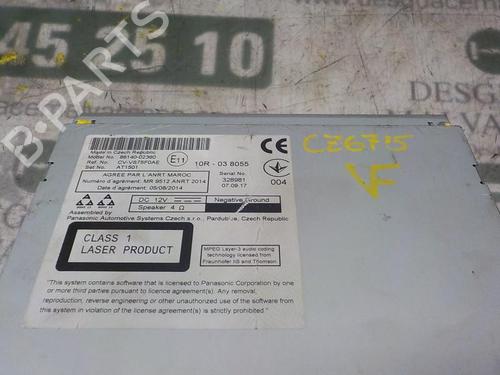 45 35 10
B-PARTS
Made in Czech Republic
Model No. 86140-02360
Ref. No. CV-VS75F0AE
Set No. AT1501
E11
10R - 03 8055
CE
AGREE PAR L'ANRT MAROC
Numéro d'agrément: MR 9512 ANRT 2014
Date d'agrément: 05/08/2014
Serial No.
328981
07.09.17
004
DC 12V
Negative Ground
Speaker 4 Ω
Assembled by
Panasonic Automotive Systems Czech s.r.o., Pardubice, Czech Republic
CLASS 1
LASER PRODUCT
MPEG Layer-3 audio coding
technology licensed from
Fraunhofer IIS and Thomson.
"This system contains software that is licensed to Panasonic Corporation by one
or more third parties pursuant to licence agreement(s). Any removal,
reproduction, reverse engineering or other unauthorized use of the software from
this system in violation of the licence agreement(s) is strictly prohibited."
CZ6715
VF